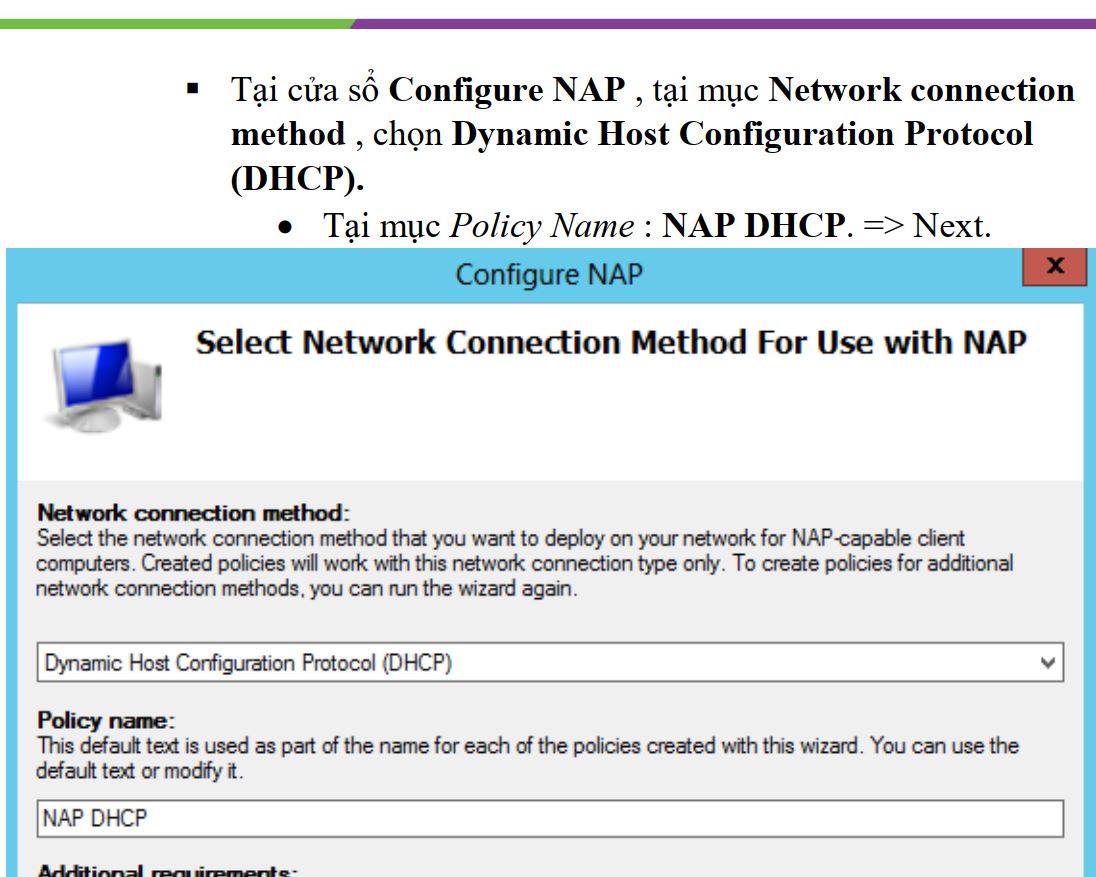 ▪ Tại cửa sổ Configure NAP , tại mục Network connection
method , chọn Dynamic Host Configuration Protocol
(DHCP).
• Tại mục Policy Name : NAP DHCP. => Next.
Configure NAP
x
Select Network Connection Method For Use with NAP
Network connection method:
Select the network connection method that you want to deploy on your network for NAP-capable client
computers. Created policies will work with this network connection type only. To create policies for additional
network connection methods, you can run the wizard again.
Dynamic Host Configuration Protocol (DHCP)
Policy name:
This default text is used as part of the name for each of the policies created with this wizard. You can use the
default text or modify it.
NAP DHCP
Additional requirements: